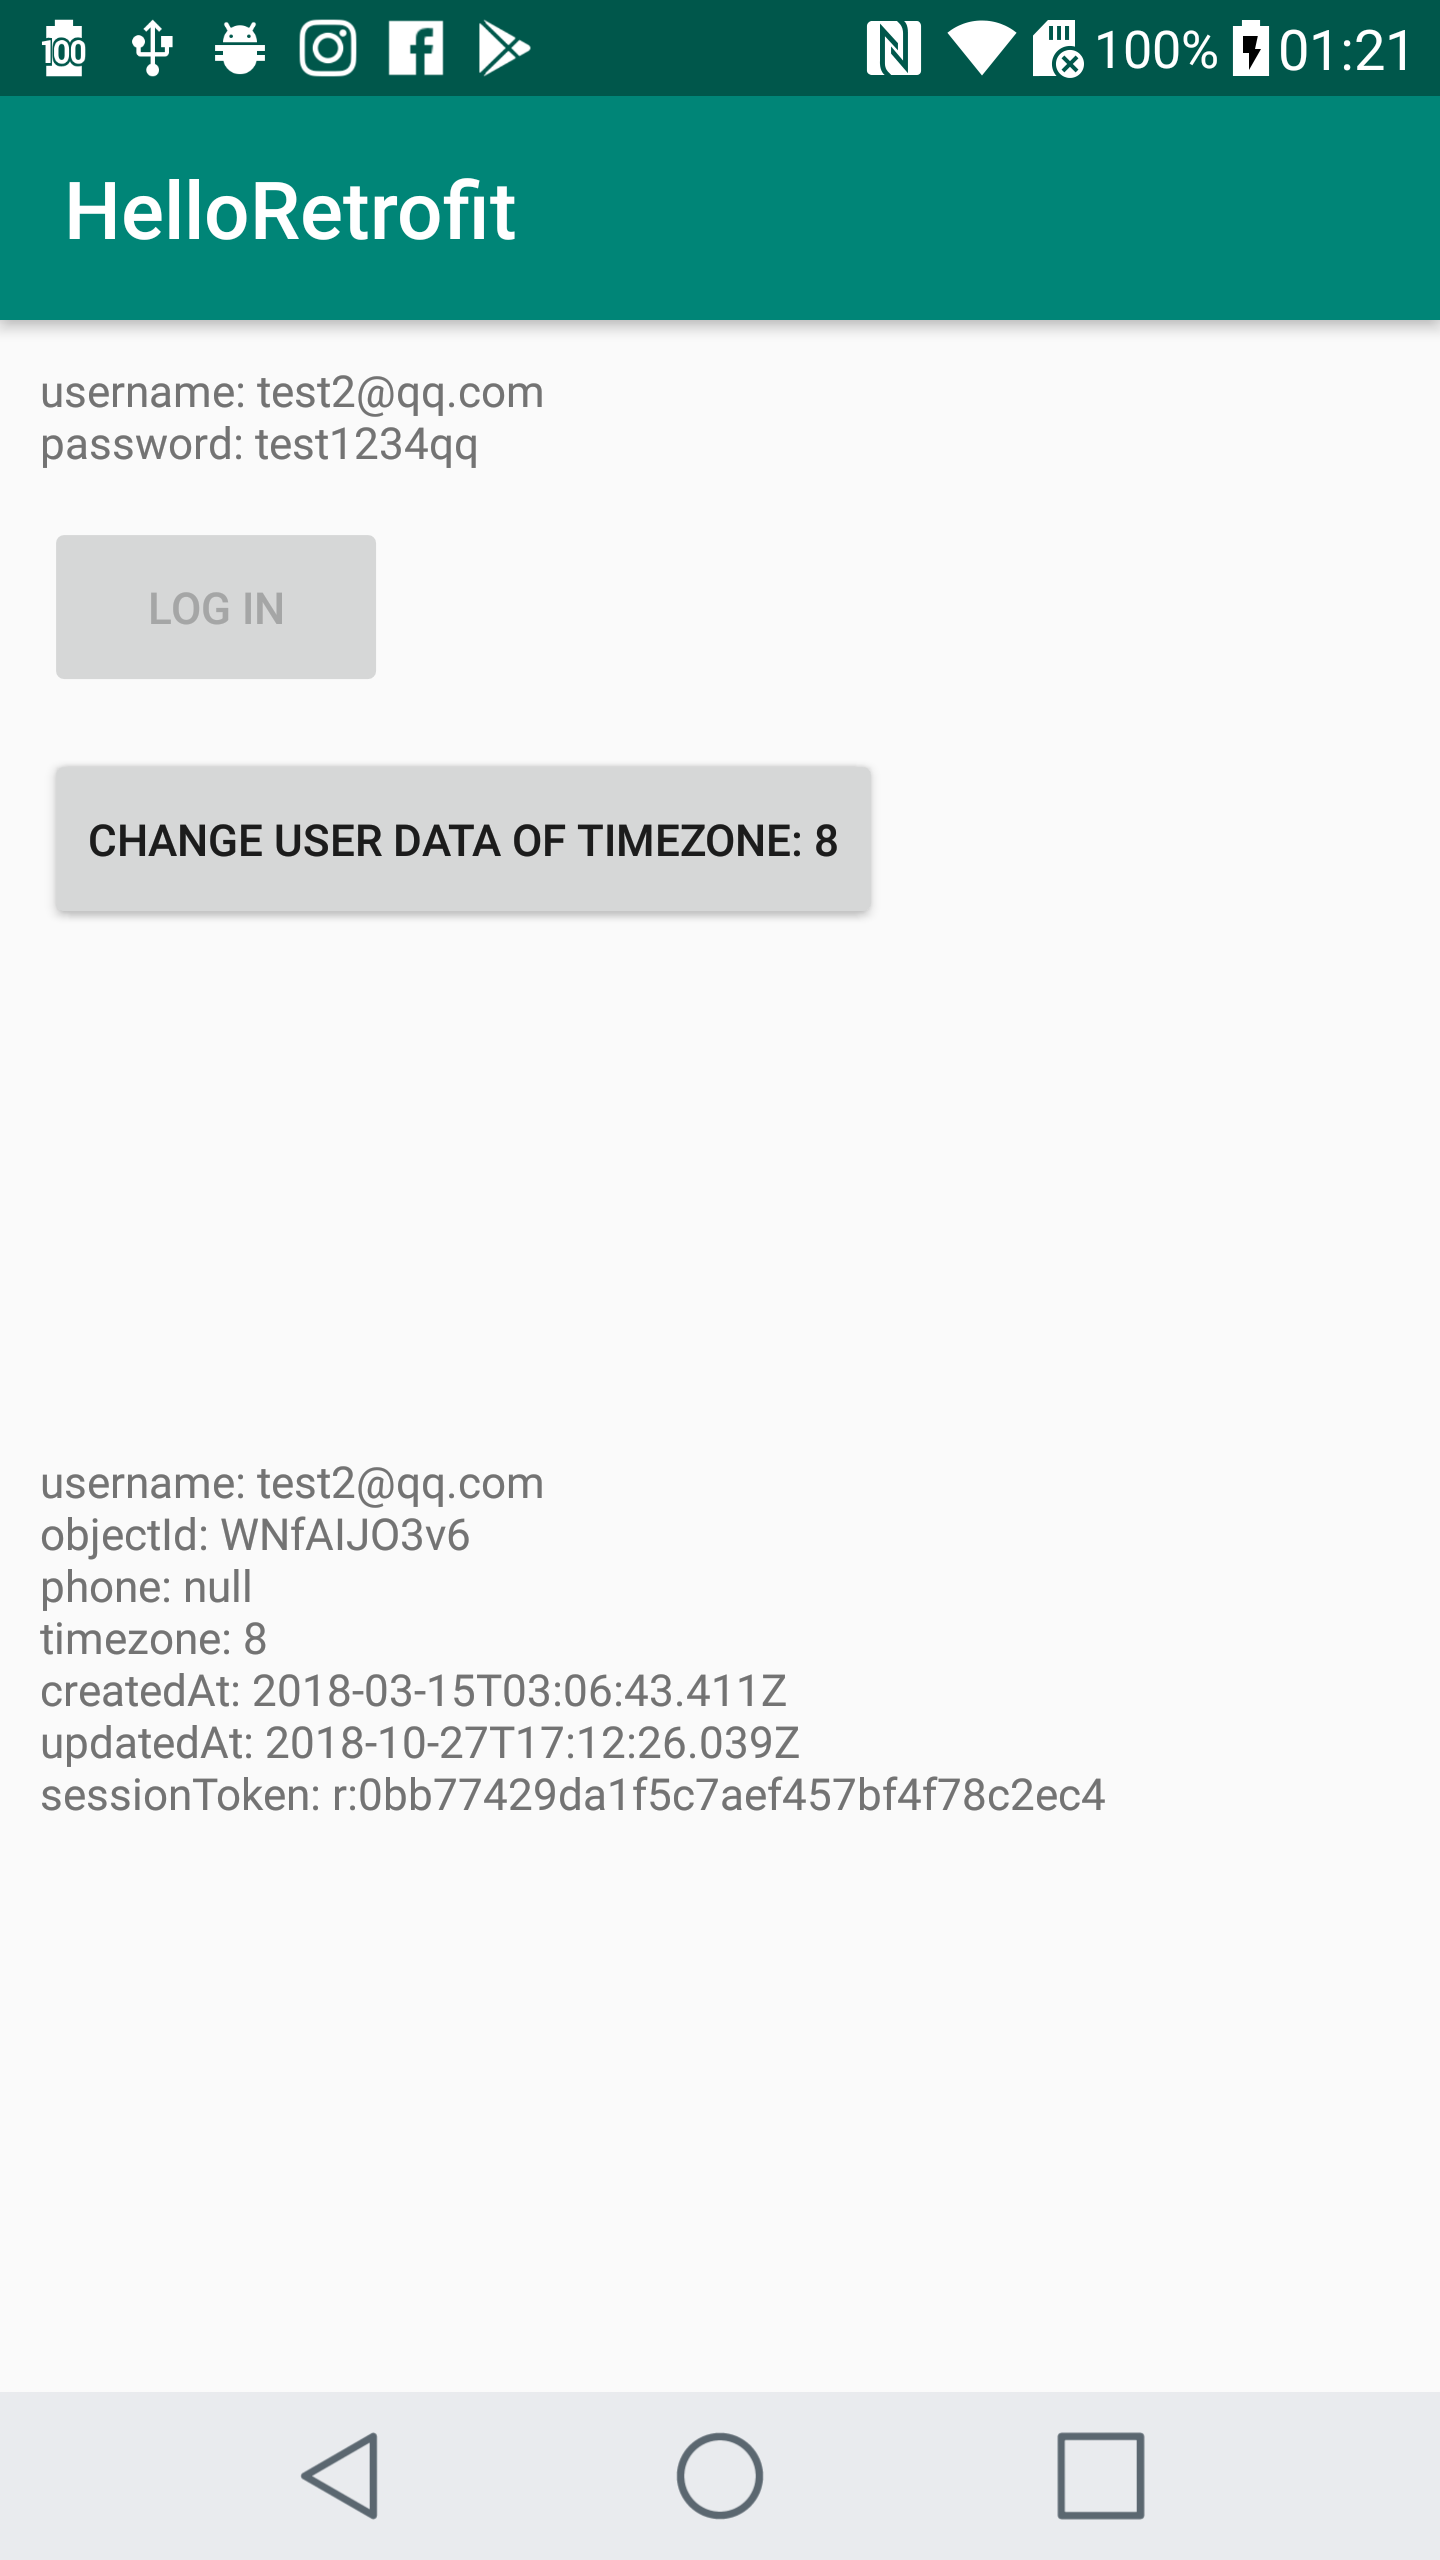 100
100% 01:21
HelloRetrofit
username: test2@qq.com
password: test1234qq
LOG IN
CHANGE USER DATA OF TIMEZONE: 8
username: test2@qq.com
objectId: WNfAIJO3v6
phone: null
timezone: 8
createdAt: 2018-03-15T03:06:43.411Z
updatedAt: 2018-10-27T17:12:26.039Z
sessionToken: r:0bb77429da1f5c7aef457bf4f78c2ec4